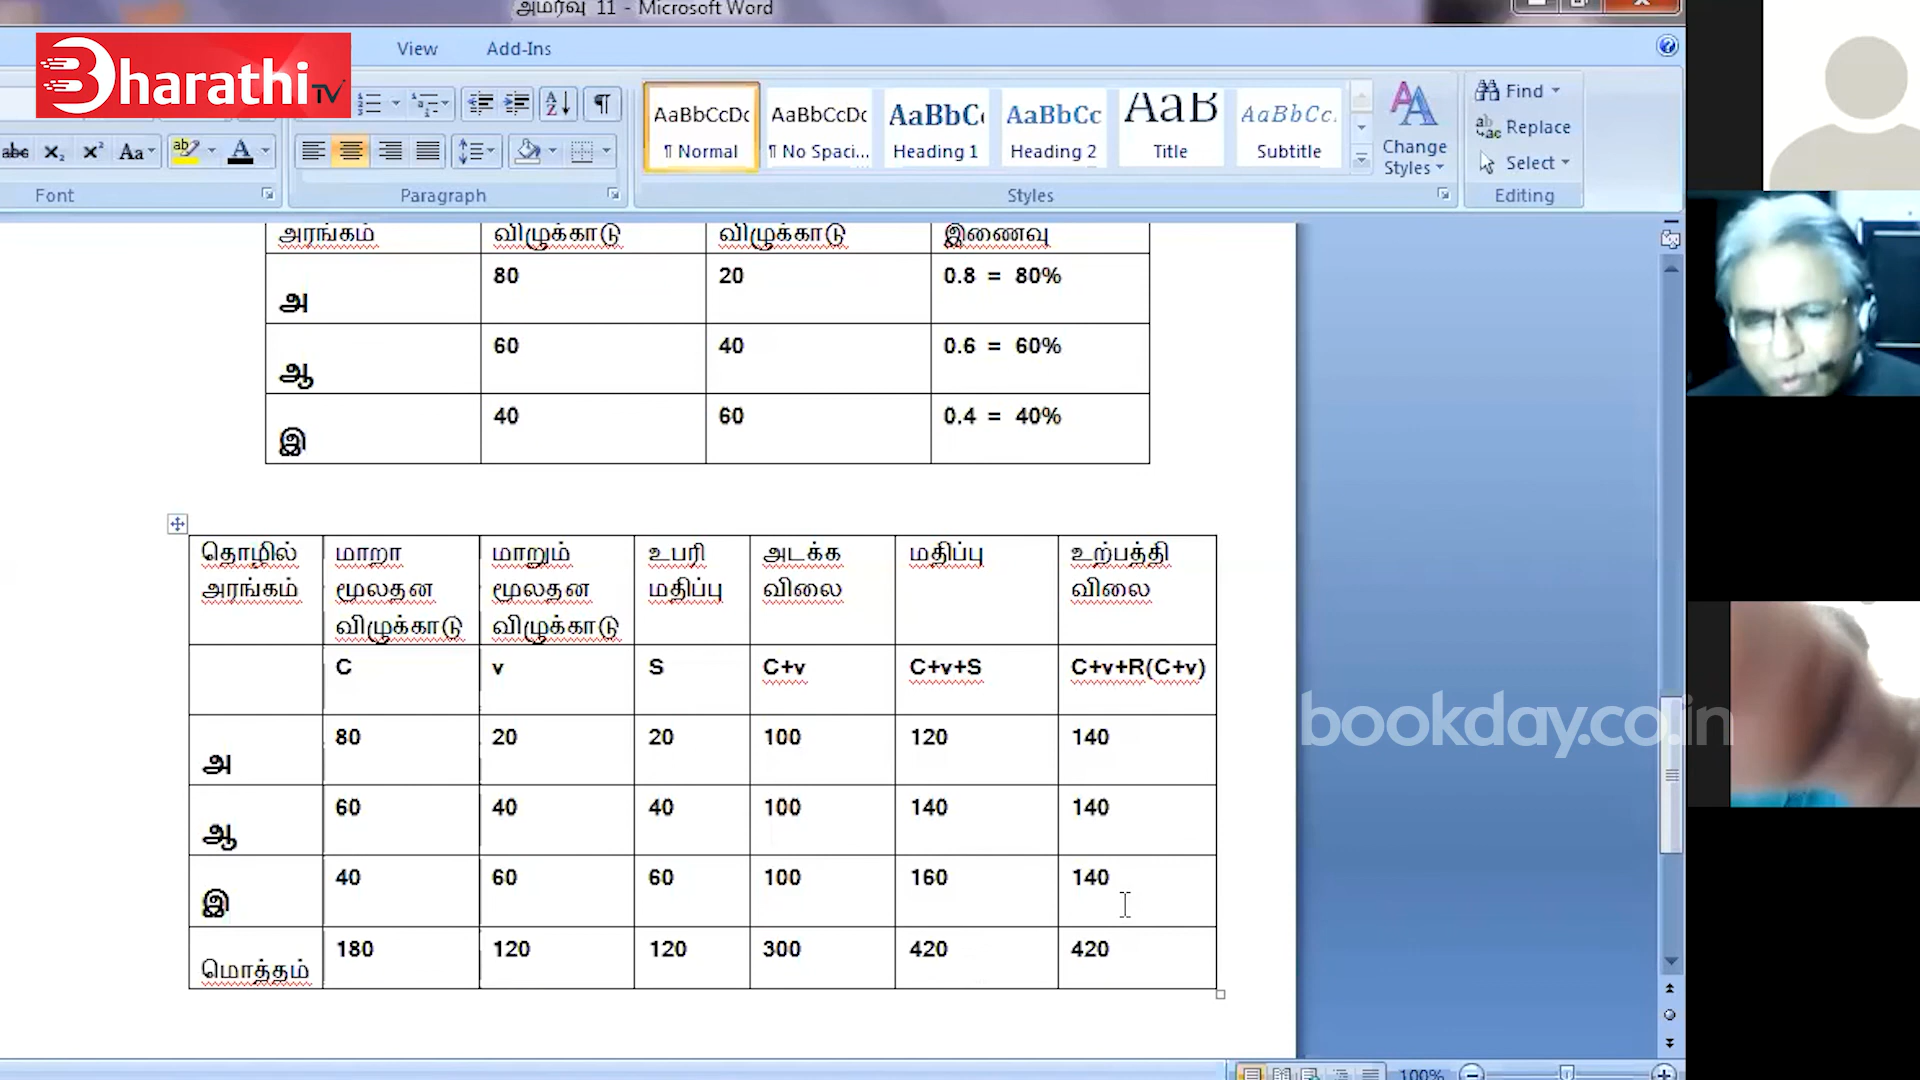 அமர்வு 11 - Microsoft Word
Bharathi TV
View Add-Ins
AaBbCcDc AaBbCcDc AaBbC AaBbCc AaB AaBbCc.
¶ Normal ¶ No Spaci... Heading 1 Heading 2 Title Subtitle
Change Styles
Find
Replace
Select
Font Paragraph Styles Editing
அரங்கம் விழுக்காடு விழுக்காடு இணைவு
அ 80 20 0.8 = 80%
ஆ 60 40 0.6 = 60%
இ 40 60 0.4 = 40%
தொழில் மாறா மாறும் உபரி அடக்க மதிப்பு உற்பத்தி
அரங்கம் மூலதன மூலதன மதிப்பு விலை விலை
விழுக்காடு விழுக்காடு
C v S C+v C+v+S C+v+R(C+v)
அ 80 20 20 100 120 140
ஆ 60 40 40 100 140 140
இ 40 60 60 100 160 140
மொத்தம் 180 120 120 300 420 420
bookday.co.in
100%